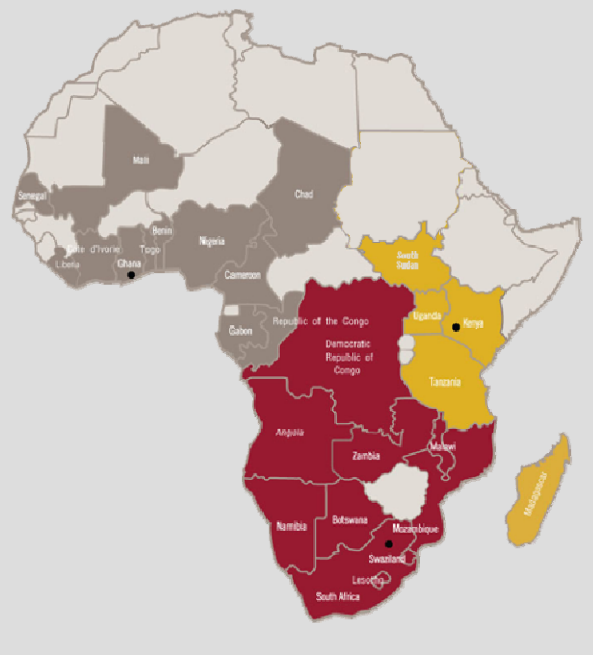 Mali
Senegal
Chad
Benin
Nigeria
Côte d'Ivorie
Togo
Ghana
Liberia
South
Sudan
Cameroon
Uganda
Kenya
Gabon
Republic of the Congo
Democratic
Republic of
Congo
Tanzania
Angola
Malawi
Zambia
Madagascar
Namibia
Botswana
Mozambique
Swaziland
Lesotho
South Africa